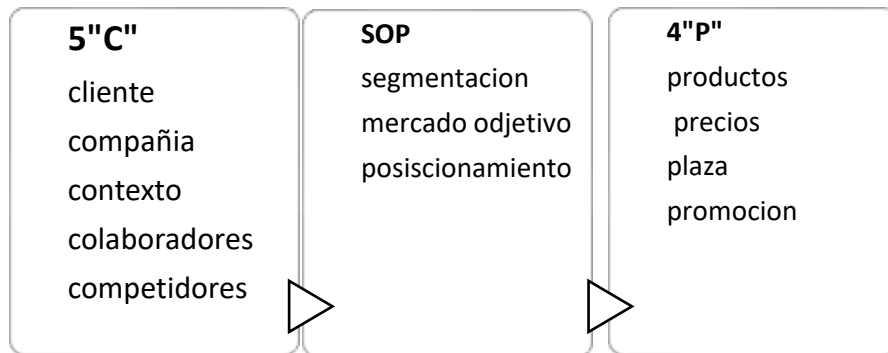 5"C"
cliente
compañia
contexto
colaboradores
competidores
SOP
segmentacion
mercado odjetivo
posiscionamiento
4"P"
productos
precios
plaza
promocion